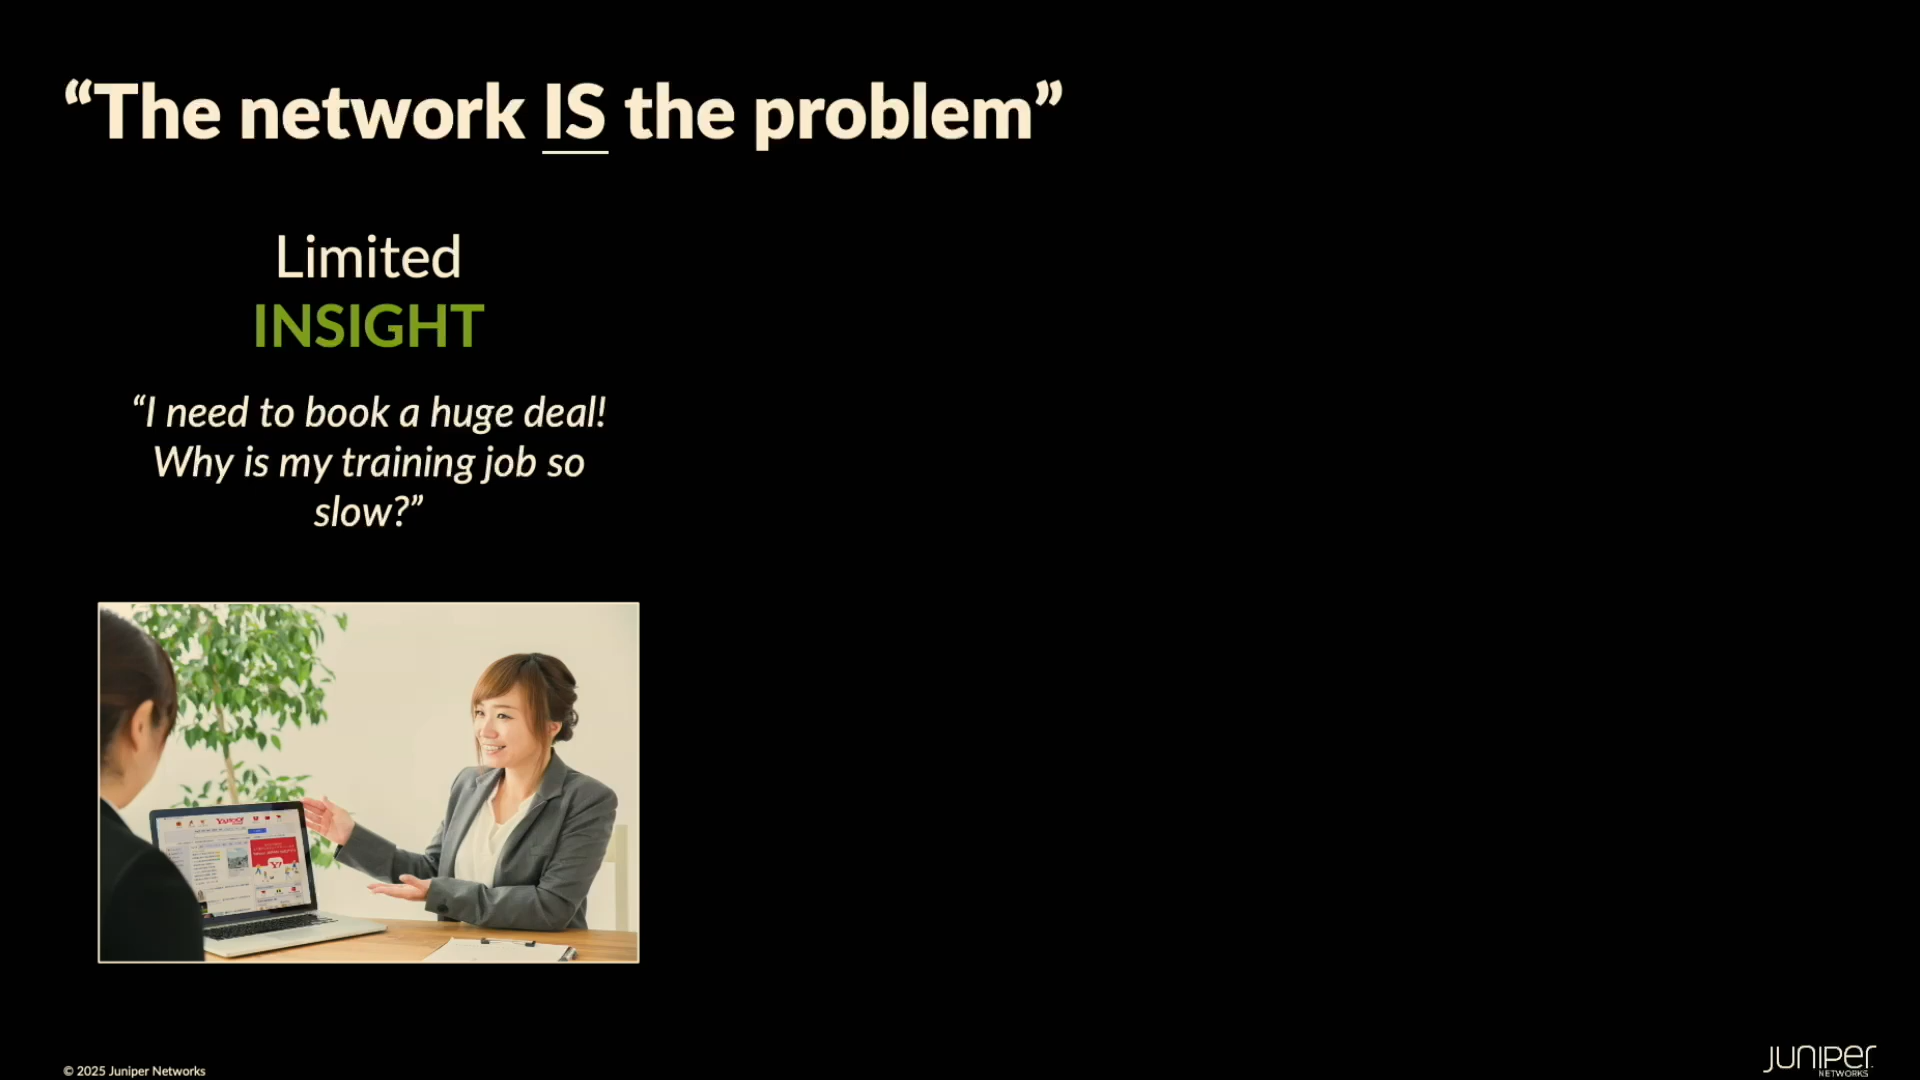 “The network IS the problem”
Limited
INSIGHT
“I need to book a huge deal!
Why is my training job so
slow?”
YAHOO!
© 2025 Juniper Networks
JUNIPEr
NETWORKS